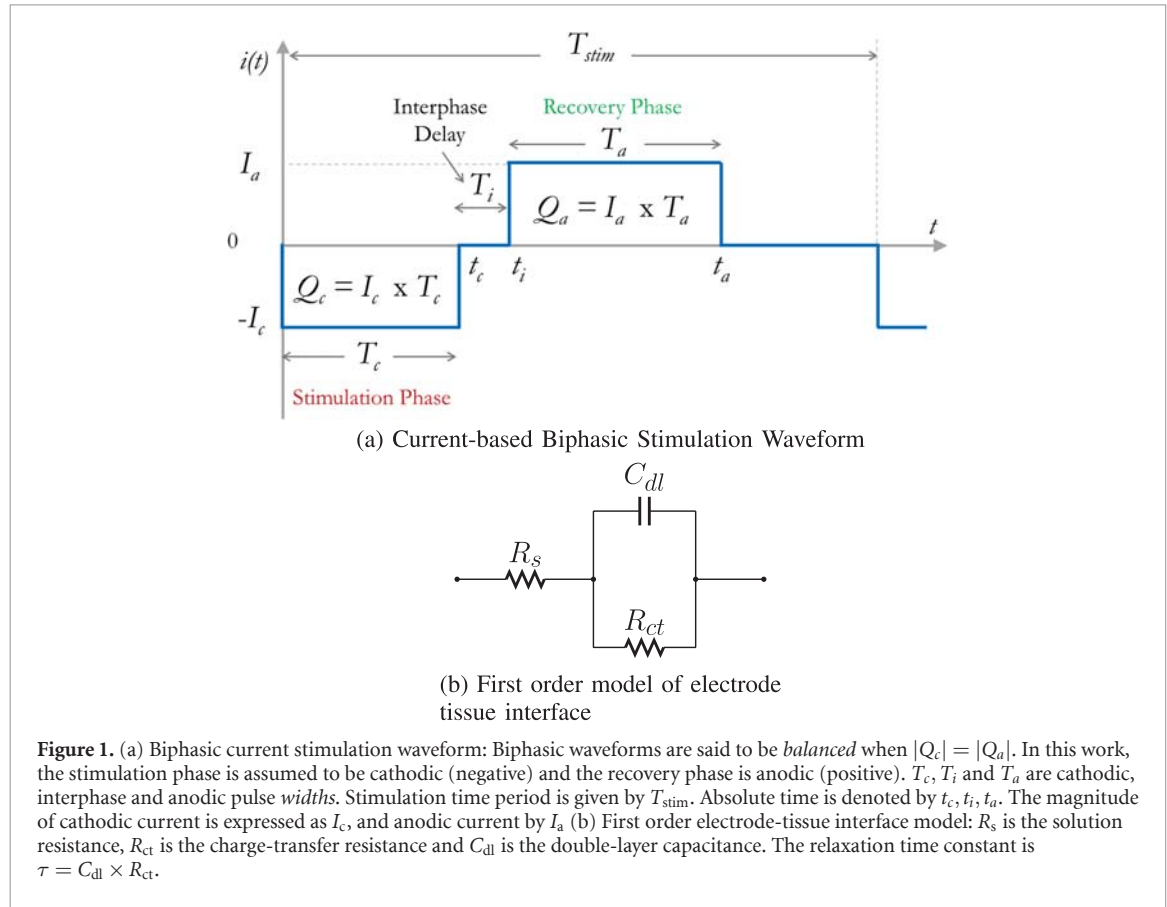 T_stim
i(t)
Interphase
Delay
Recovery Phase
T_a
I_a
T_i
Q_a = I_a x T_a
t
0
t_c t_i t_a
Q_c = I_c x T_c
-I_c
T_c
Stimulation Phase
(a) Current-based Biphasic Stimulation Waveform
C_dl
R_s
R_ct
(b) First order model of electrode
tissue interface
Figure 1. (a) Biphasic current stimulation waveform: Biphasic waveforms are said to be balanced when |Q_c| = |Q_a|. In this work,
the stimulation phase is assumed to be cathodic (negative) and the recovery phase is anodic (positive). T_c, T_i and T_a are cathodic,
interphase and anodic pulse widths. Stimulation time period is given by T_stim. Absolute time is denoted by t_c, t_i, t_a. The magnitude
of cathodic current is expressed as I_c, and anodic current by I_a (b) First order electrode-tissue interface model: R_s is the solution
resistance, R_ct is the charge-transfer resistance and C_dl is the double-layer capacitance. The relaxation time constant is
τ = C_dl × R_ct.